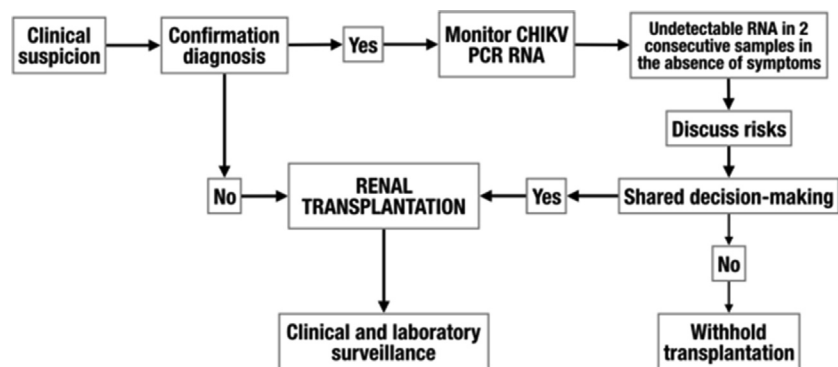 Clinical
suspicion
Confirmation
diagnosis
Yes
Monitor CHIKV
PCR RNA
Undetectable RNA in 2
consecutive samples in
the absence of symptoms
Discuss risks
No
RENAL
TRANSPLANTATION
Yes
Shared decision-making
No
Clinical and laboratory
surveillance
Withhold
transplantation